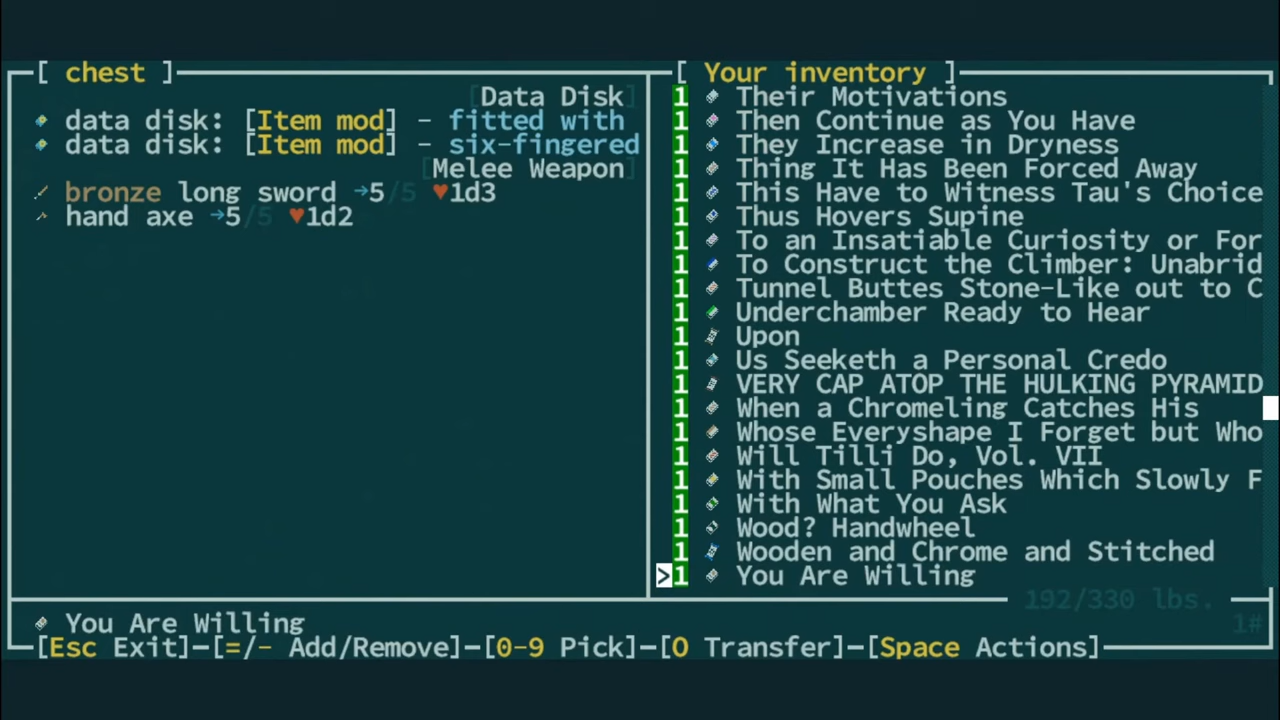 [ chest ]
[Data Disk]
data disk: [Item mod] - fitted with
data disk: [Item mod] - six-fingered
[Melee Weapon]
bronze long sword →5/5 ♥1d3
hand axe →5/5 ♥1d2
[ Your inventory ]
1 Their Motivations
1 Then Continue as You Have
1 They Increase in Dryness
1 Thing It Has Been Forced Away
1 This Have to Witness Tau's Choice
1 Thus Hovers Supine
1 To an Insatiable Curiosity or For
1 To Construct the Climber: Unabrid
1 Tunnel Buttes Stone-Like out to C
1 Underchamber Ready to Hear
1 Upon
1 Us Seeketh a Personal Credo
1 VERY CAP ATOP THE HULKING PYRAMID
1 When a Chromeling Catches His
1 Whose Everyshape I Forget but Who
1 Will Tilli Do, Vol. VII
1 With Small Pouches Which Slowly F
1 With What You Ask
1 Wood? Handwheel
1 Wooden and Chrome and Stitched
>1 You Are Willing
192/330 lbs.
You Are Willing
1#
[Esc Exit]-[=/- Add/Remove]-[0-9 Pick]-[O Transfer]-[Space Actions]